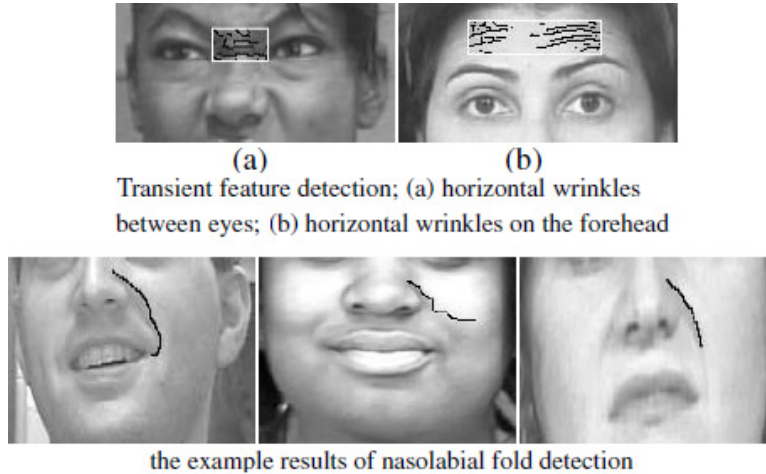 (a) (b)
Transient feature detection; (a) horizontal wrinkles
between eyes; (b) horizontal wrinkles on the forehead
the example results of nasolabial fold detection